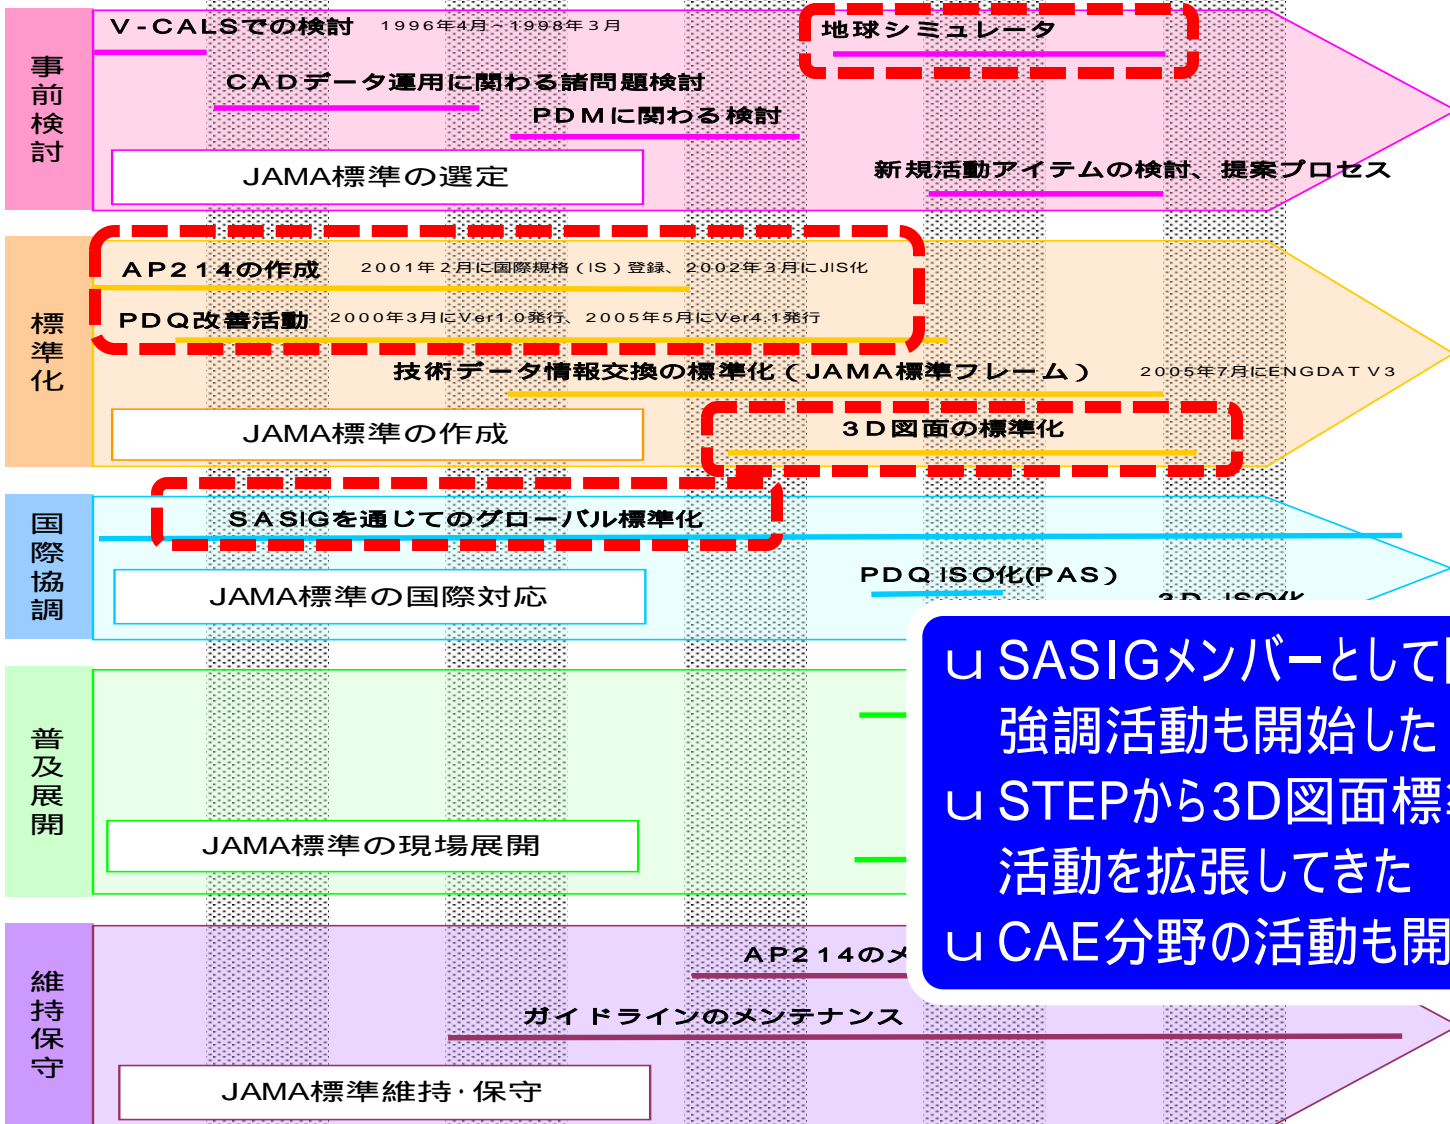 事前検討
V-CALSでの検討 1996年4月~1998年3月
地球シミュレータ
CADデータ運用に関わる諸問題検討
PDMに関わる検討
JAMA標準の選定
新規活動アイテムの検討、提案プロセス
標準化
AP214の作成 2001年2月に国際規格(IS)登録、2002年3月にJIS化
PDQ改善活動 2000年3月にVer1.0発行、2005年5月にVer4.1発行
技術データ情報交換の標準化(JAMA標準フレーム) 2005年7月にENGDAT V3
JAMA標準の作成
3D図面の標準化
国際協調
SASIGを通じてのグローバル標準化
PDQ ISO化(PAS)
JAMA標準の国際対応
3D ISO化
普及展開
JAMA標準の現場展開
u SASIGメンバーとして
強調活動も開始した
u STEPから3D図面標準
活動を拡張してきた
u CAE分野の活動も開
維持保守
AP214のメ
ガイドラインのメンテナンス
JAMA標準維持·保守